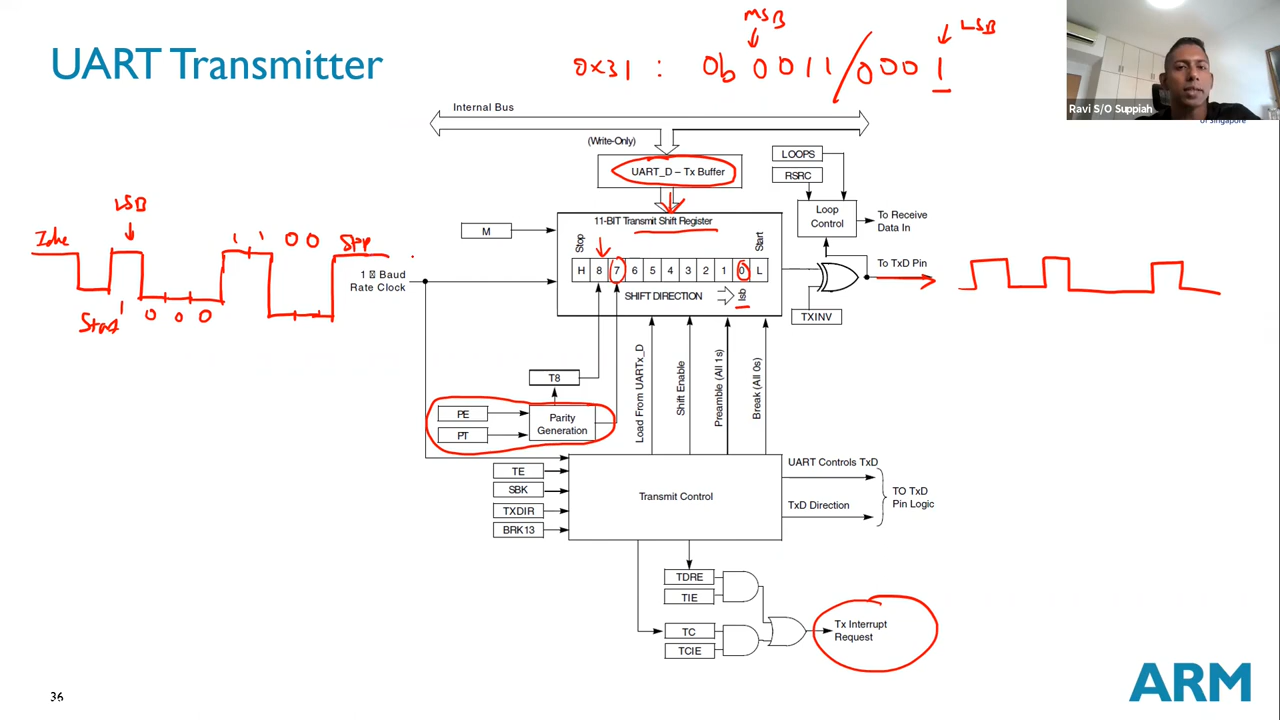 MSB
LSB
UART Transmitter
0x31 : 0b 0011/0001
Ravi S/O Suppiah
of Singapore
Internal Bus
(Write-Only)
UART_D – Tx Buffer
LOOPS
RSRC
Loop
Control
To Receive
Data In
M
11-BIT Transmit Shift Register
Stop
Start
H 8 7 6 5 4 3 2 1 0 L
SHIFT DIRECTION
lsb
To TxD Pin
TXINV
LSB
Idle
1 1 0 0
Stop
Start
1
0 0 0
1 Baud
Rate Clock
T8
PE
PT
Parity
Generation
Load From UARTx_D
Shift Enable
Preamble (All 1s)
Break (All 0s)
TE
SBK
TXDIR
BRK13
Transmit Control
UART Controls TxD
TxD Direction
TO TxD
Pin Logic
TDRE
TIE
TC
TCIE
Tx Interrupt
Request
36
ARM